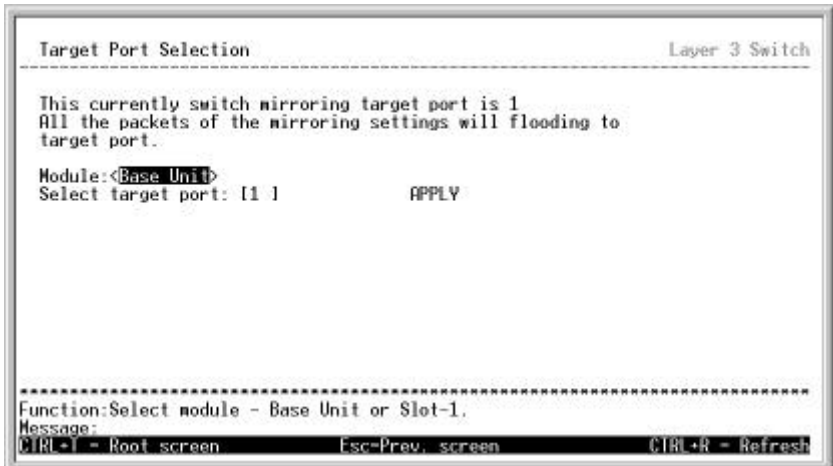 Target Port Selection Layer 3 Switch
This currently switch mirroring target port is 1
All the packets of the mirroring settings will flooding to
target port.
Module:<Base Unit>
Select target port: [1 ] APPLY
Function:Select module - Base Unit or Slot-1.
Message:
CTRL+T = Root screen Esc=Prev. screen CTRL+R = Refresh